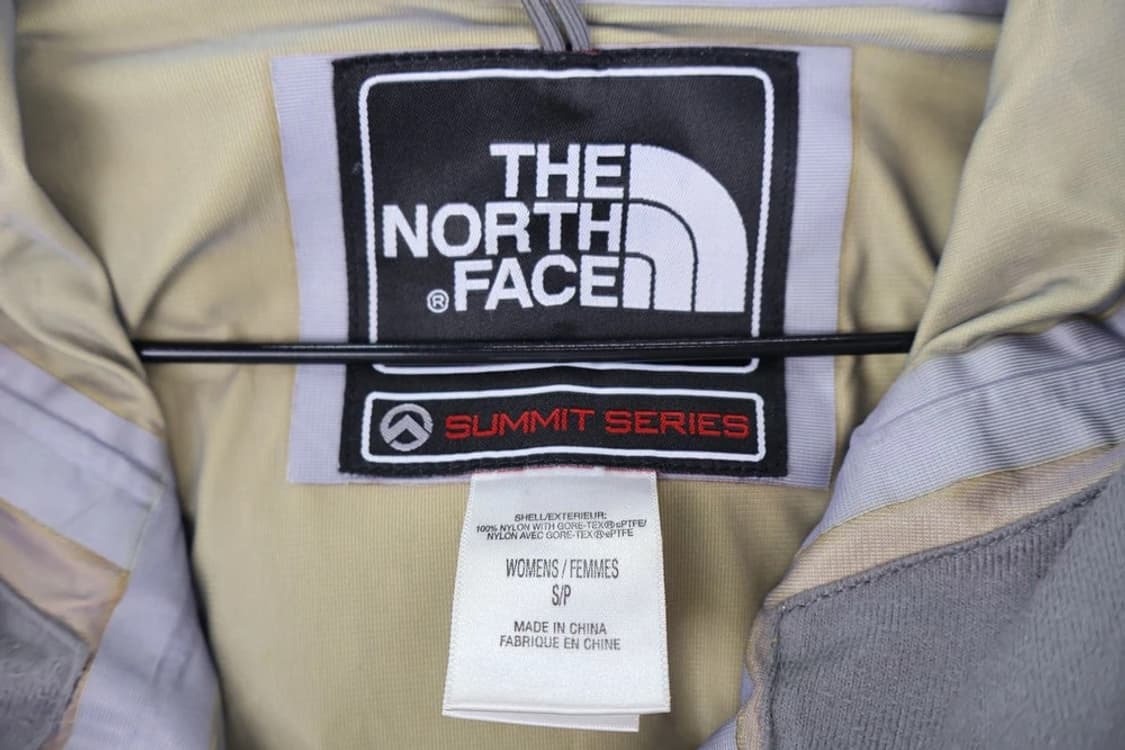 THE
NORTH
®FACE
SUMMIT SERIES
SHELL/EXTERIEUR:
100% NYLON WITH GORE-TEX® ePTFE/
NYLON AVEC GORE-TEX® ePTFE
WOMENS / FEMMES
S/P
MADE IN CHINA
FABRIQUE EN CHINE